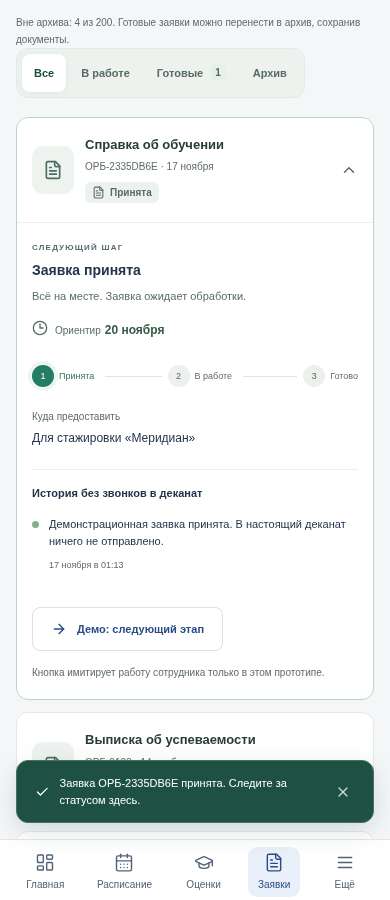 Вне архива: 4 из 200. Готовые заявки можно перенести в архив, сохранив
документы.
Все
В работе
Готовые 1
Архив
Справка об обучении
ОРБ-2335DB6E · 17 ноября
Принята
СЛЕДУЮЩИЙ ШАГ
Заявка принята
Всё на месте. Заявка ожидает обработки.
Ориентир 20 ноября
1 Принята
2 В работе
3 Готово
Куда предоставить
Для стажировки «Меридиан»
История без звонков в деканат
Демонстрационная заявка принята. В настоящий деканат
ничего не отправлено.
17 ноября в 01:13
Демо: следующий этап
Кнопка имитирует работу сотрудника только в этом прототипе.
Выписка об успеваемости
Заявка ОРБ-2335DB6E принята. Следите за
статусом здесь.
Главная
Расписание
Оценки
Заявки
Ещё